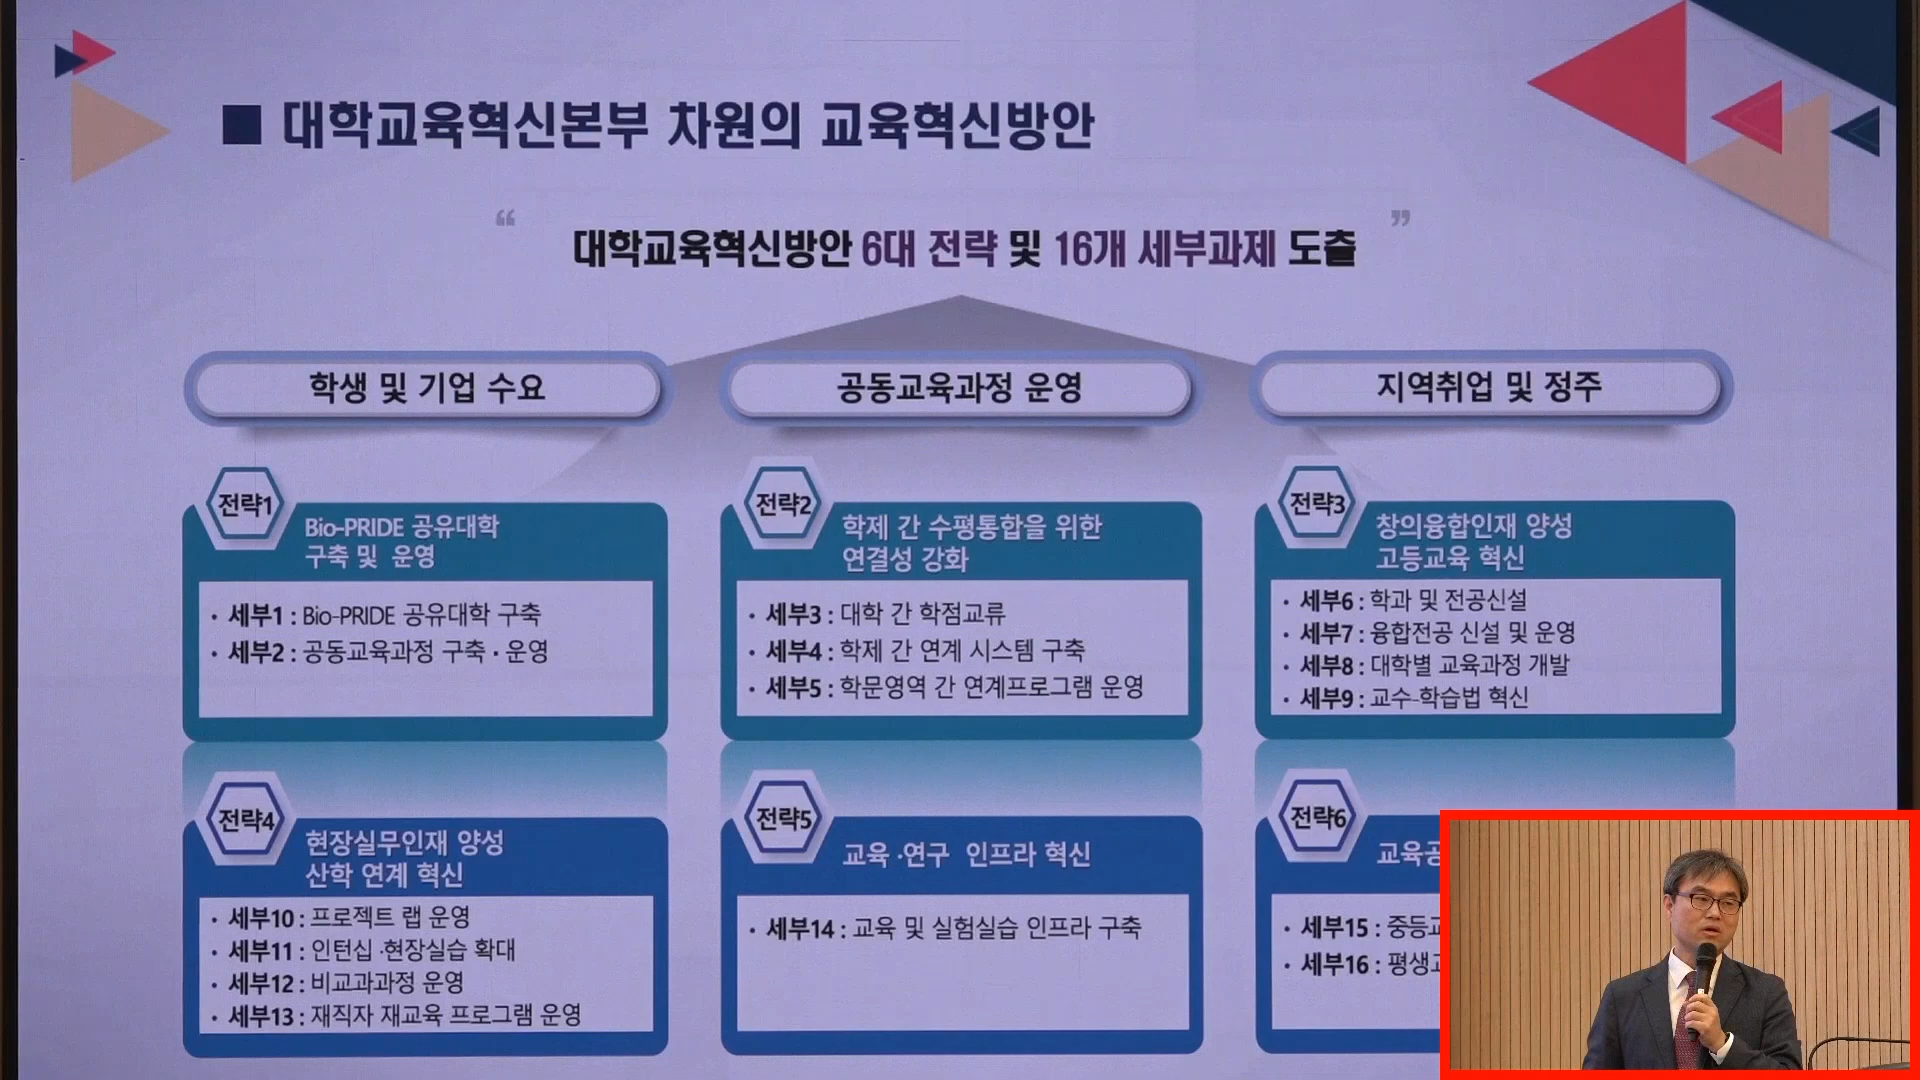 ■ 대학교육혁신본부 차원의 교육혁신방안
“ 대학교육혁신방안 6대 전략 및 16개 세부과제 도출 ”
학생 및 기업 수요
공동교육과정 운영
지역취업 및 정주
전략1
Bio-PRIDE 공유대학
구축 및 운영
• 세부1 : Bio-PRIDE 공유대학 구축
• 세부2 : 공동교육과정 구축·운영
전략2
학제 간 수평통합을 위한
연결성 강화
• 세부3 : 대학 간 학점교류
• 세부4 : 학제 간 연계 시스템 구축
• 세부5 : 학문영역 간 연계프로그램 운영
전략3
창의융합인재 양성
고등교육 혁신
• 세부6 : 학과 및 전공신설
• 세부7 : 융합전공 신설 및 운영
• 세부8 : 대학별 교육과정 개발
• 세부9 : 교수-학습법 혁신
전략4
현장실무인재 양성
산학 연계 혁신
• 세부10 : 프로젝트 랩 운영
• 세부11 : 인턴십·현장실습 확대
• 세부12 : 비교과과정 운영
• 세부13 : 재직자 재교육 프로그램 운영
전략5
교육·연구 인프라 혁신
• 세부14 : 교육 및 실험실습 인프라 구축
전략6
교육공
• 세부15 : 중등
• 세부16 : 평생